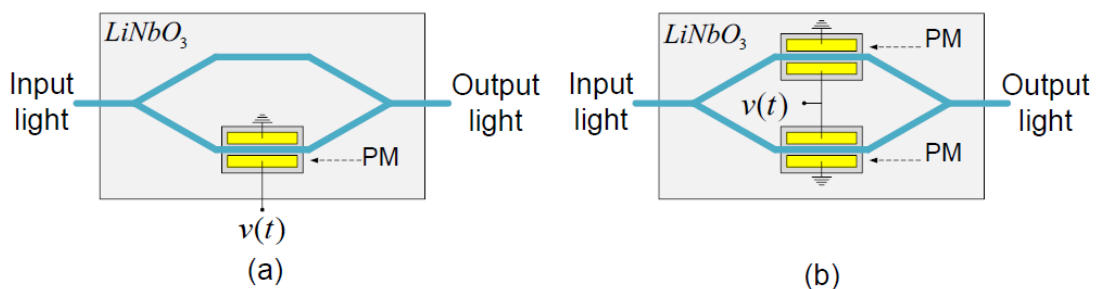 LiNbO3
Input
light
Output
light
PM
v(t)
(a)
LiNbO3
PM
Input
light
v(t)
Output
light
PM
(b)